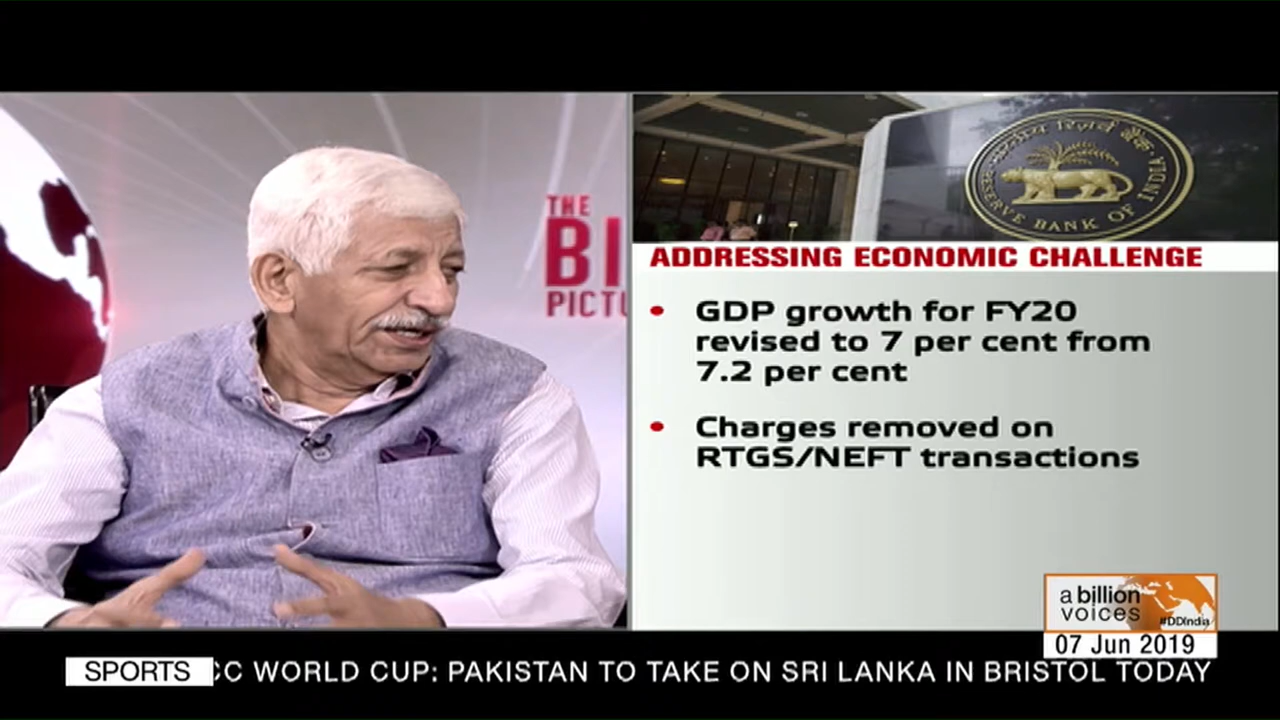 THE
BI
PICTU
भारतीय रिज़र्व बैंक
RESERVE BANK OF INDIA
ADDRESSING ECONOMIC CHALLENGE
• GDP growth for FY20
revised to 7 per cent from
7.2 per cent
• Charges removed on
RTGS/NEFT transactions
a billion
voices
#DDIndia
07 Jun 2019
SPORTS CC WORLD CUP: PAKISTAN TO TAKE ON SRI LANKA IN BRISTOL TODAY